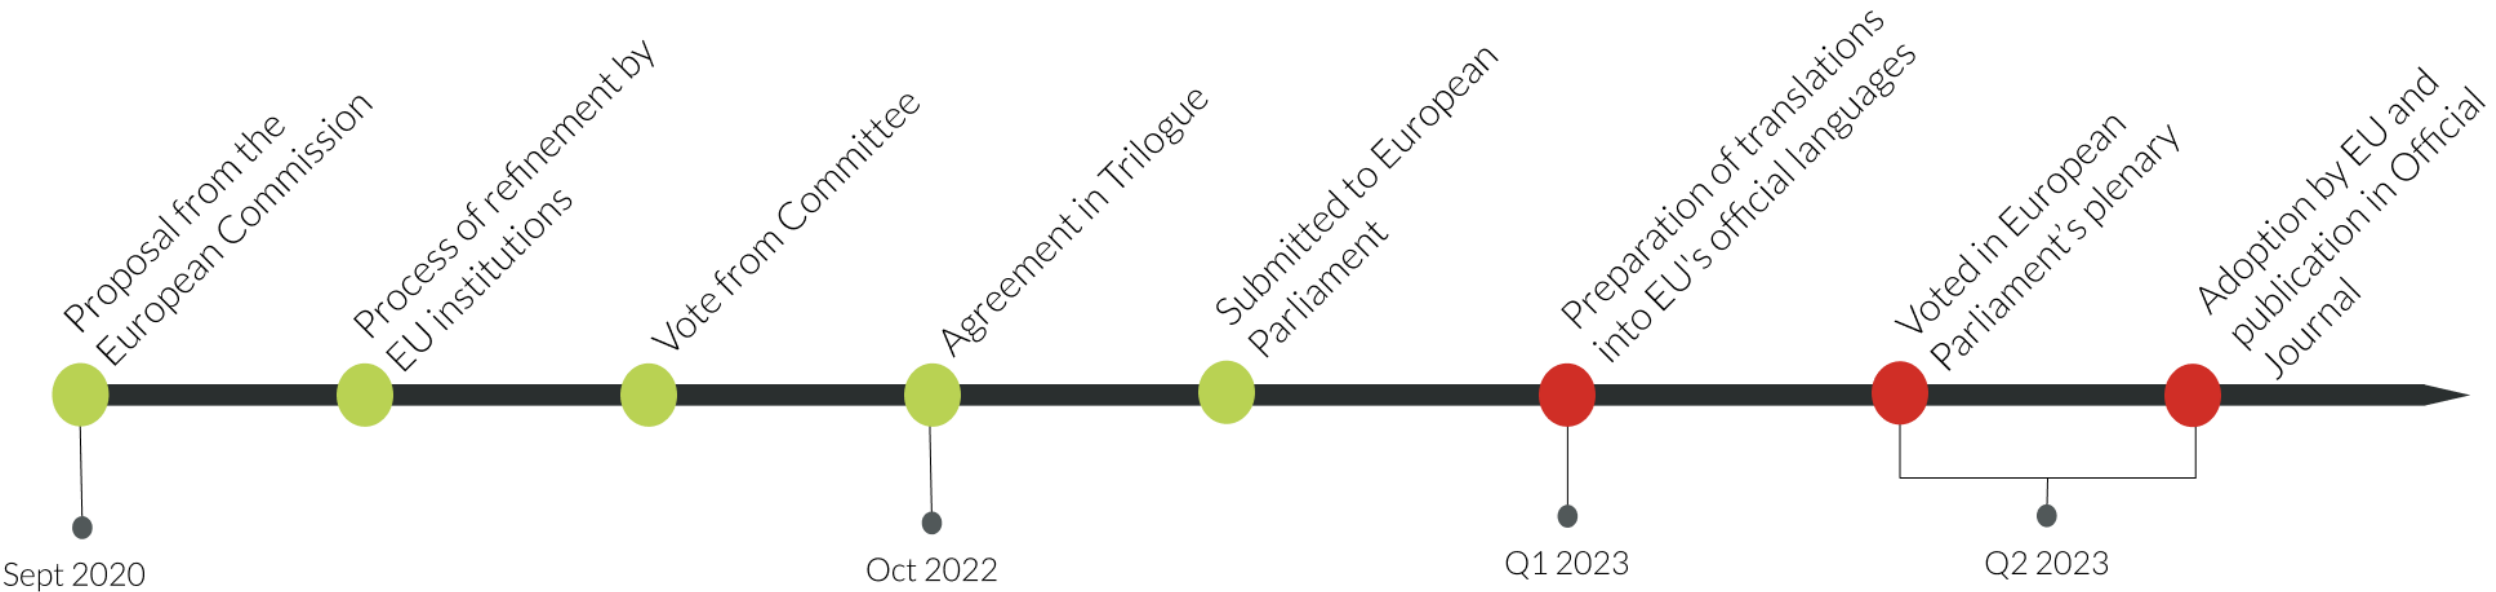 Proposal from the
European Commission
Process of refinement by
EU institutions
Vote from Committee
Agreement in Trilogue
Submitted to European
Parliament
Preparation of translations
into EU's official languages
Voted in European
Parliament’s plenary
Adoption by EU and
publication in Official
Journal
Sept 2020
Oct 2022
Q1 2023
Q2 2023